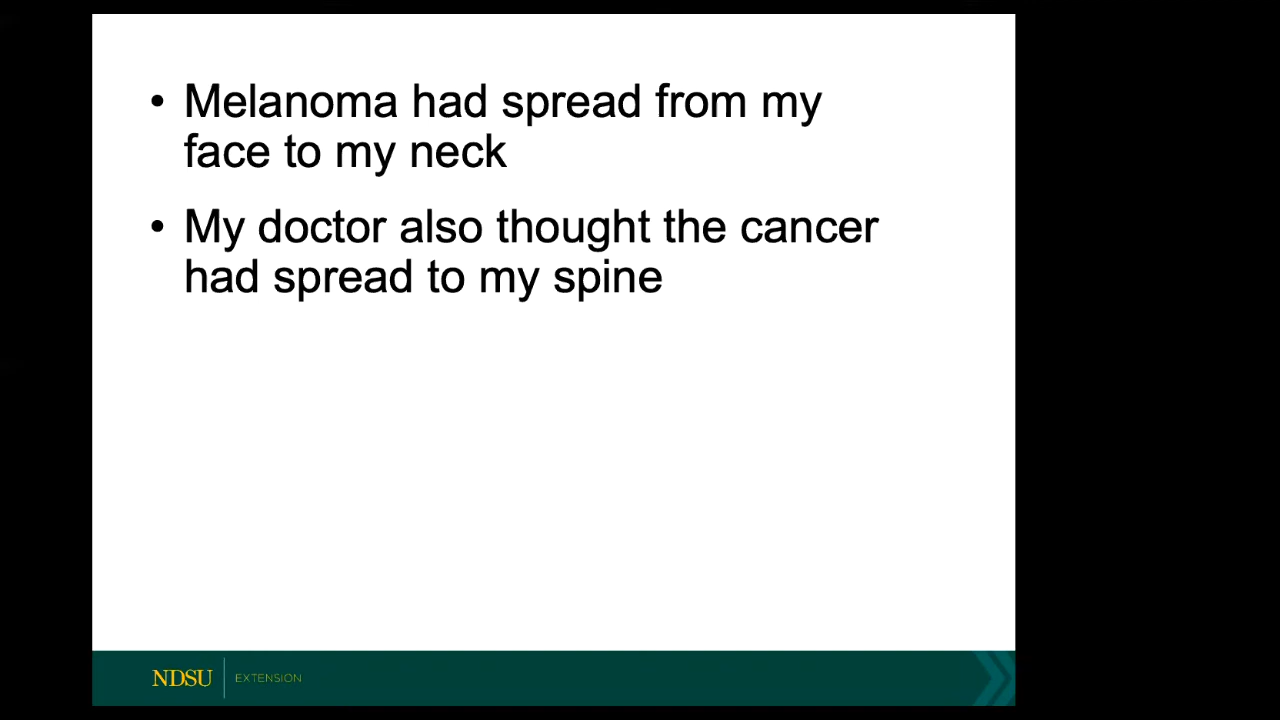 • Melanoma had spread from my
face to my neck
• My doctor also thought the cancer
had spread to my spine
NDSU EXTENSION